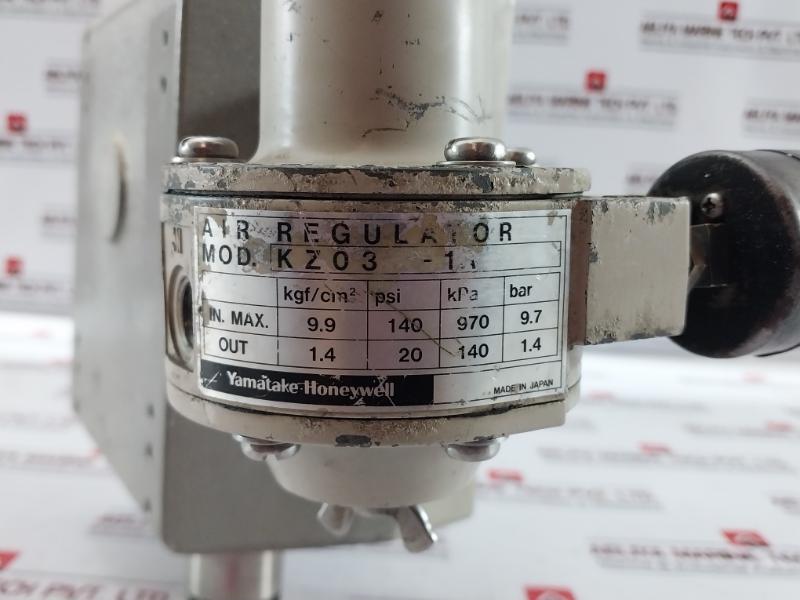 AIR REGULATOR
MOD. KZ03 -1A
kgf/cm² psi kPa bar
IN. MAX. 9.9 140 970 9.7
OUT 1.4 20 140 1.4
Yamatake-Honeywell MADE IN JAPAN